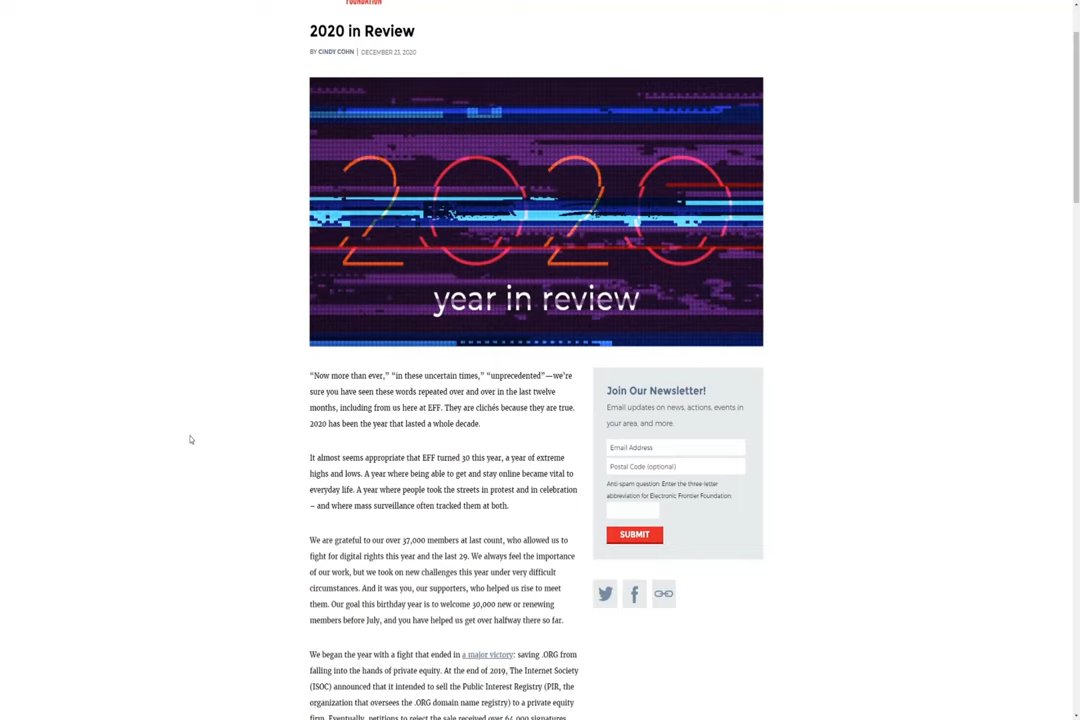 FOUNDATION
2020 in Review
BY CINDY COHN | DECEMBER 23, 2020
2020
year in review
“Now more than ever,” “in these uncertain times,” “unprecedented”—we’re
sure you have seen these words repeated over and over in the last twelve
months, including from us here at EFF. They are clichés because they are true.
2020 has been the year that lasted a whole decade.
It almost seems appropriate that EFF turned 30 this year, a year of extreme
highs and lows. A year where being able to get and stay online became vital to
everyday life. A year where people took the streets in protest and in celebration
– and where mass surveillance often tracked them at both.
We are grateful to our over 37,000 members at last count, who allowed us to
fight for digital rights this year and the last 29. We always feel the importance
of our work, but we took on new challenges this year under very difficult
circumstances. And it was you, our supporters, who helped us rise to meet
them. Our goal this birthday year is to welcome 30,000 new or renewing
members before July, and you have helped us get over halfway there so far.
We began the year with a fight that ended in a major victory: saving .ORG from
falling into the hands of private equity. At the end of 2019, The Internet Society
(ISOC) announced that it intended to sell the Public Interest Registry (PIR, the
organization that oversees the .ORG domain name registry) to a private equity
firm. Eventually, petitions to reject the sale received over 64,000 signatures
Join Our Newsletter!
Email updates on news, actions, events in
your area, and more.
Email Address
Postal Code (optional)
Anti-spam question: Enter the three-letter
abbreviation for Electronic Frontier Foundation:
SUBMIT